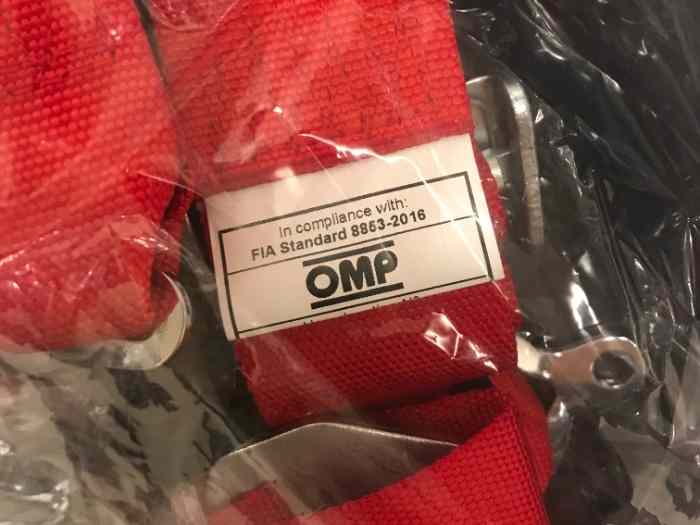 In compliance with:
FIA Standard 8853-2016
OMP